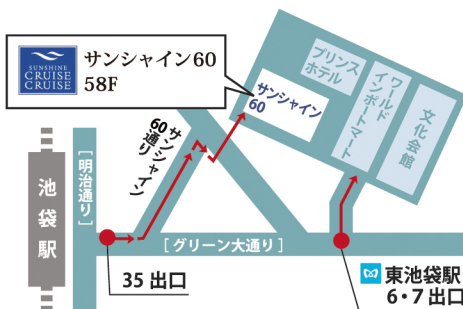 SUNSHINE
CRUISE
CRUISE
サンシャイン60
58F
プリンス
ホテル
サンシャイン
60
ワールド
インポートマート
文化会館
サンシャイン
60通り
[明治通り]
池袋駅
[グリーン大通り]
35 出口
東池袋駅
6・7 出口